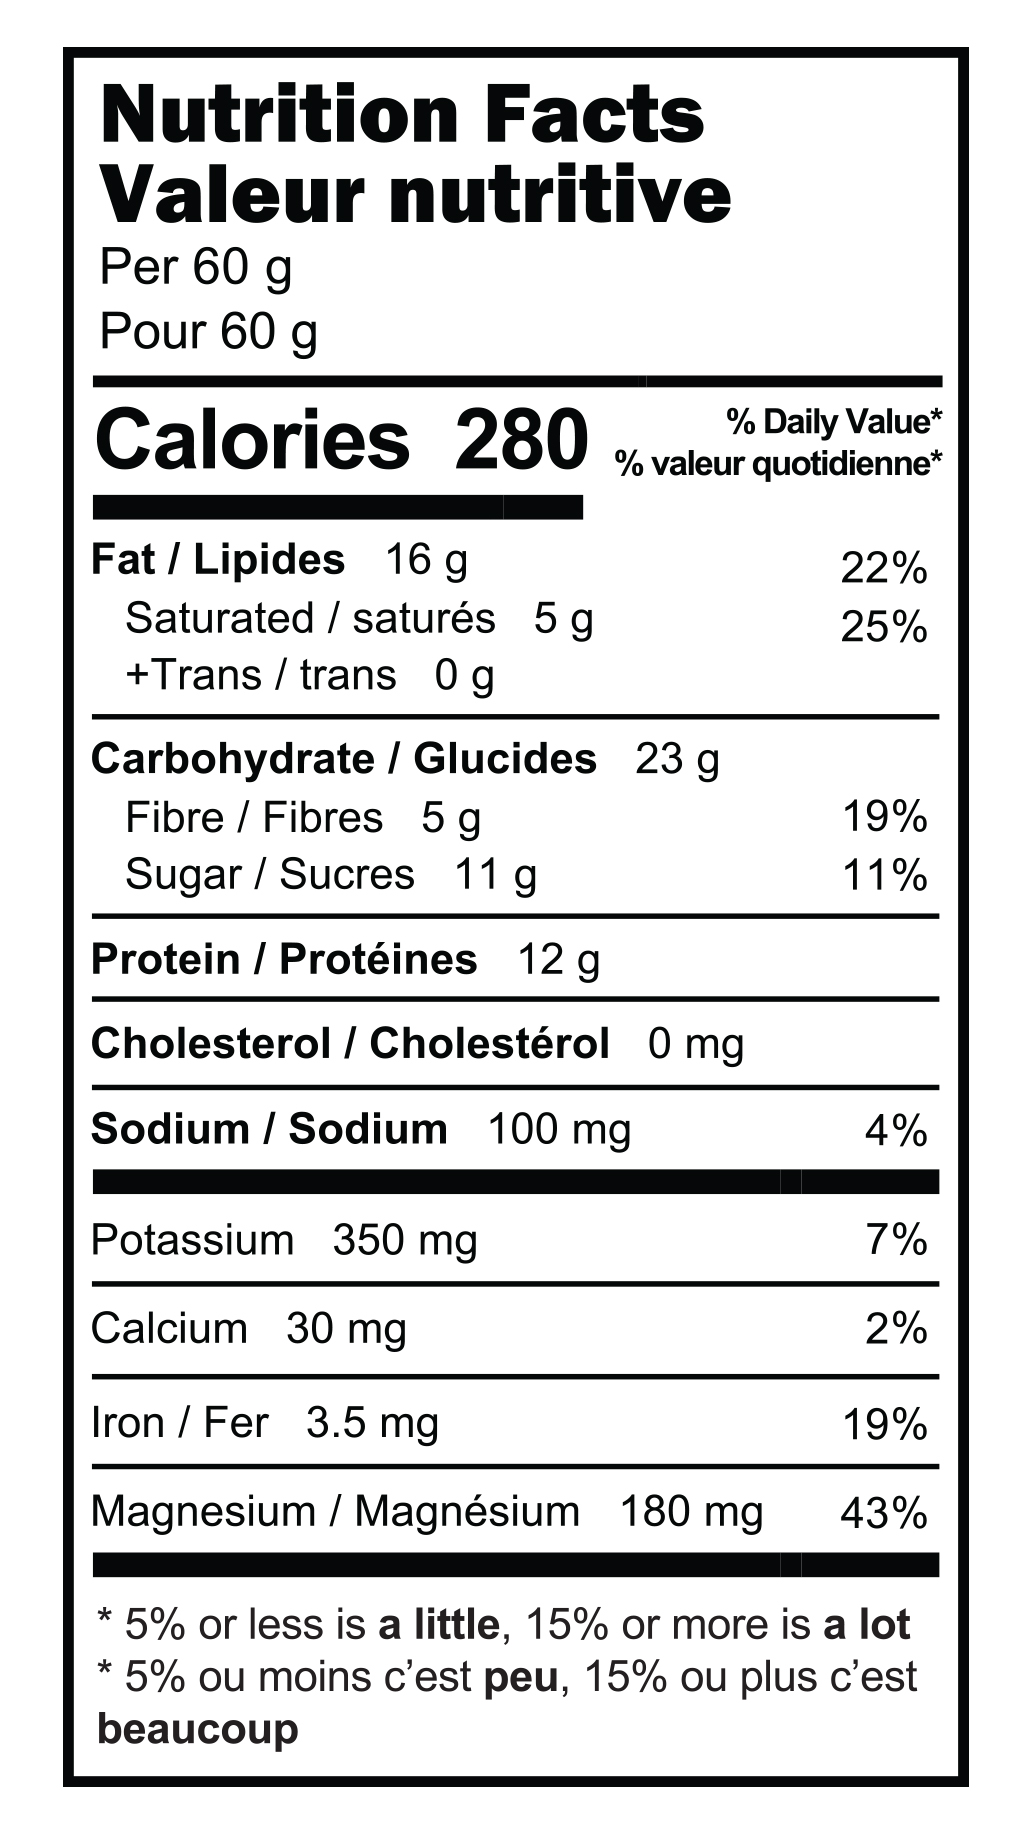 Nutrition Facts
Valeur nutritive
Per 60 g
Pour 60 g
Calories 280
% Daily Value*
% valeur quotidienne*
Fat / Lipides 16 g 22%
Saturated / saturés 5 g 25%
+Trans / trans 0 g
Carbohydrate / Glucides 23 g
Fibre / Fibres 5 g 19%
Sugar / Sucres 11 g 11%
Protein / Protéines 12 g
Cholesterol / Cholestérol 0 mg
Sodium / Sodium 100 mg 4%
Potassium 350 mg 7%
Calcium 30 mg 2%
Iron / Fer 3.5 mg 19%
Magnesium / Magnésium 180 mg 43%
* 5% or less is a little, 15% or more is a lot
* 5% ou moins c’est peu, 15% ou plus c’est
beaucoup